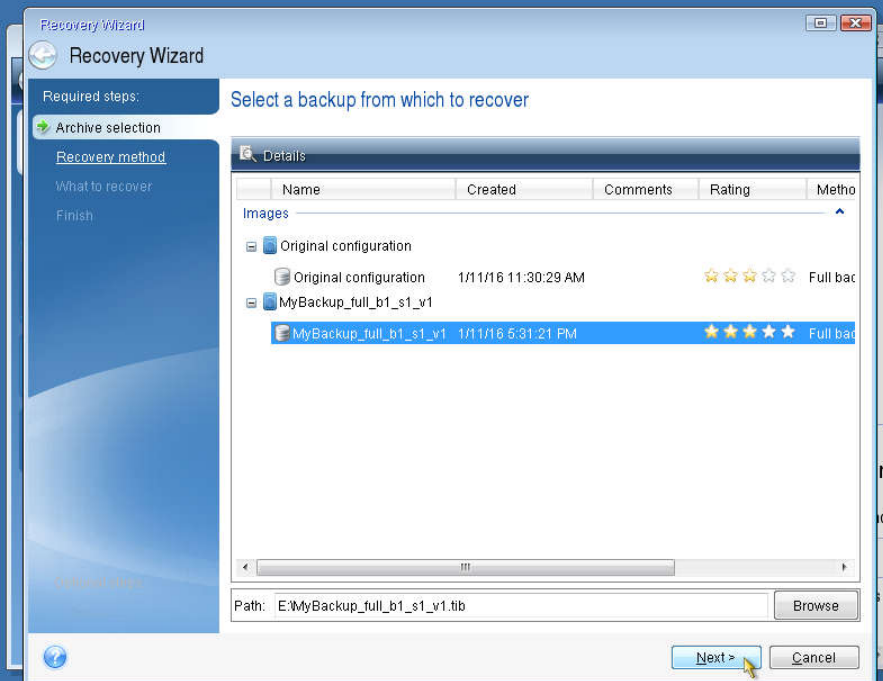 Recovery Wizard
Recovery Wizard
Required steps:
Archive selection
Recovery method
What to recover
Finish
Select a backup from which to recover
Details
Name Created Comments Rating Metho
Images
Original configuration
Original configuration 1/11/16 11:30:29 AM Full bac
MyBackup_full_b1_s1_v1
MyBackup_full_b1_s1_v1 1/11/16 5:31:21 PM Full bac
Path: E:\MyBackup_full_b1_s1_v1.tib Browse
Next > Cancel